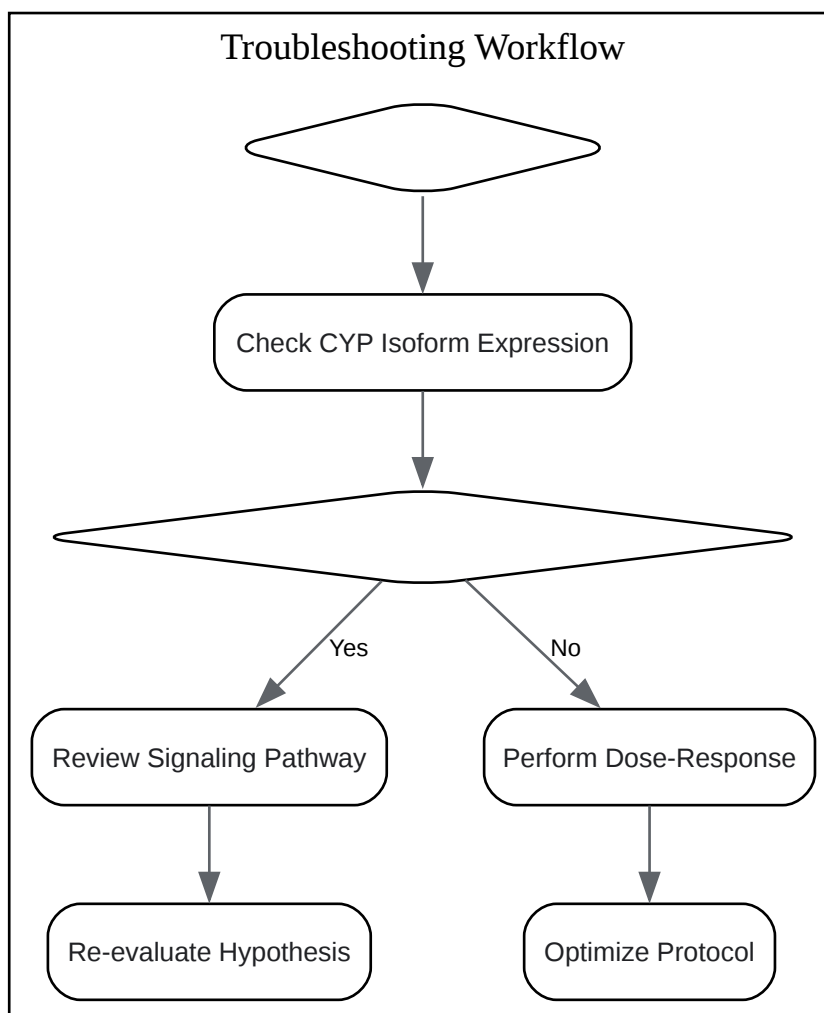 Troubleshooting Workflow
Check CYP Isoform Expression
Yes
No
Review Signaling Pathway
Perform Dose-Response
Re-evaluate Hypothesis
Optimize Protocol